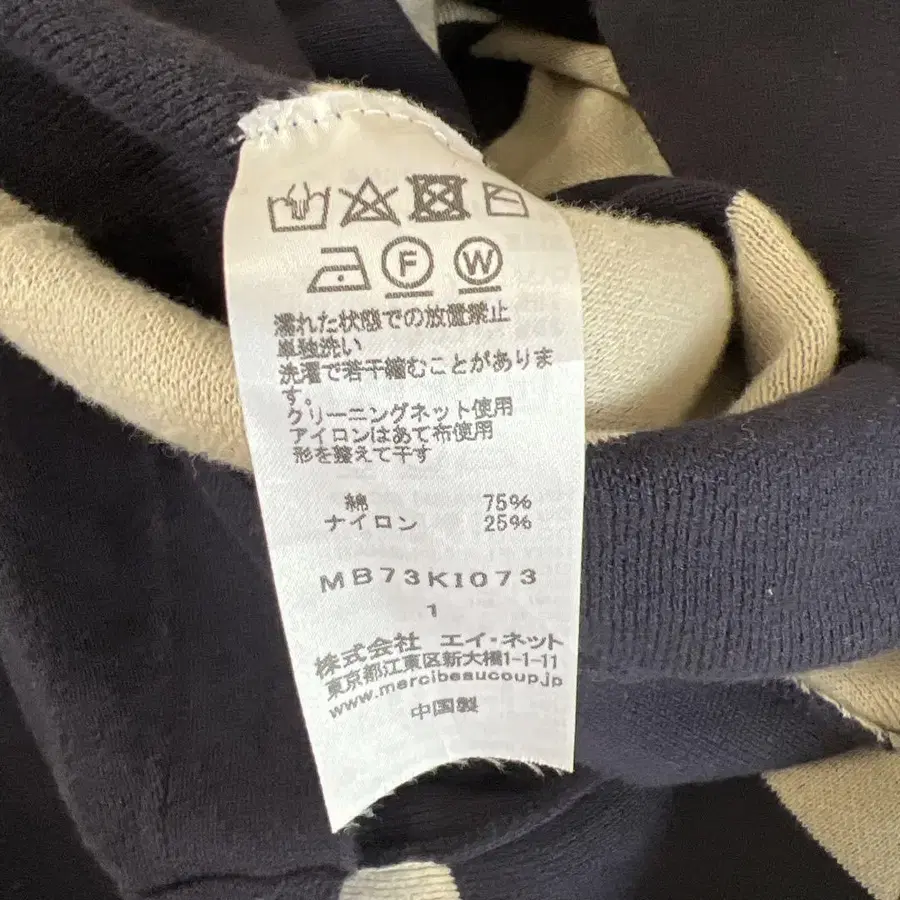 F W
濡れた状態での放置禁止
単独洗い
洗濯で若干縮むことがありま
す。
クリーニングネット使用
アイロンはあて布使用
形を整えて干す
綿 75%
ナイロン 25%
MB73KI073
1
株式会社 エイ・ネット
東京都江東区新大橋1-1-11
www.mercibeaucoup.jp
中国製